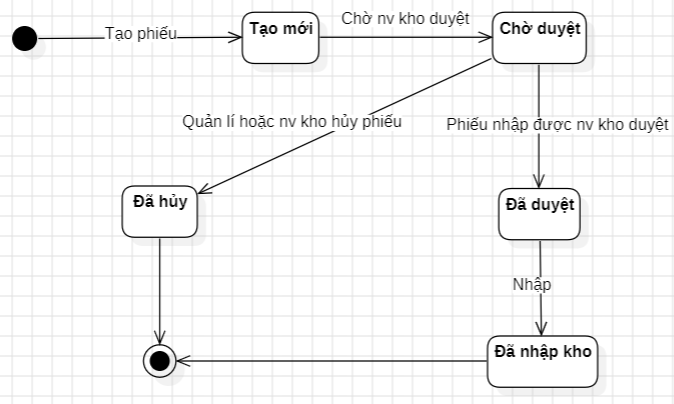 Tạo phiếu
Tạo mới
Chờ nv kho duyệt
Chờ duyệt
Quản lí hoặc nv kho hủy phiếu
Phiếu nhập được nv kho duyệt
Đã hủy
Đã duyệt
Nhập
Đã nhập kho